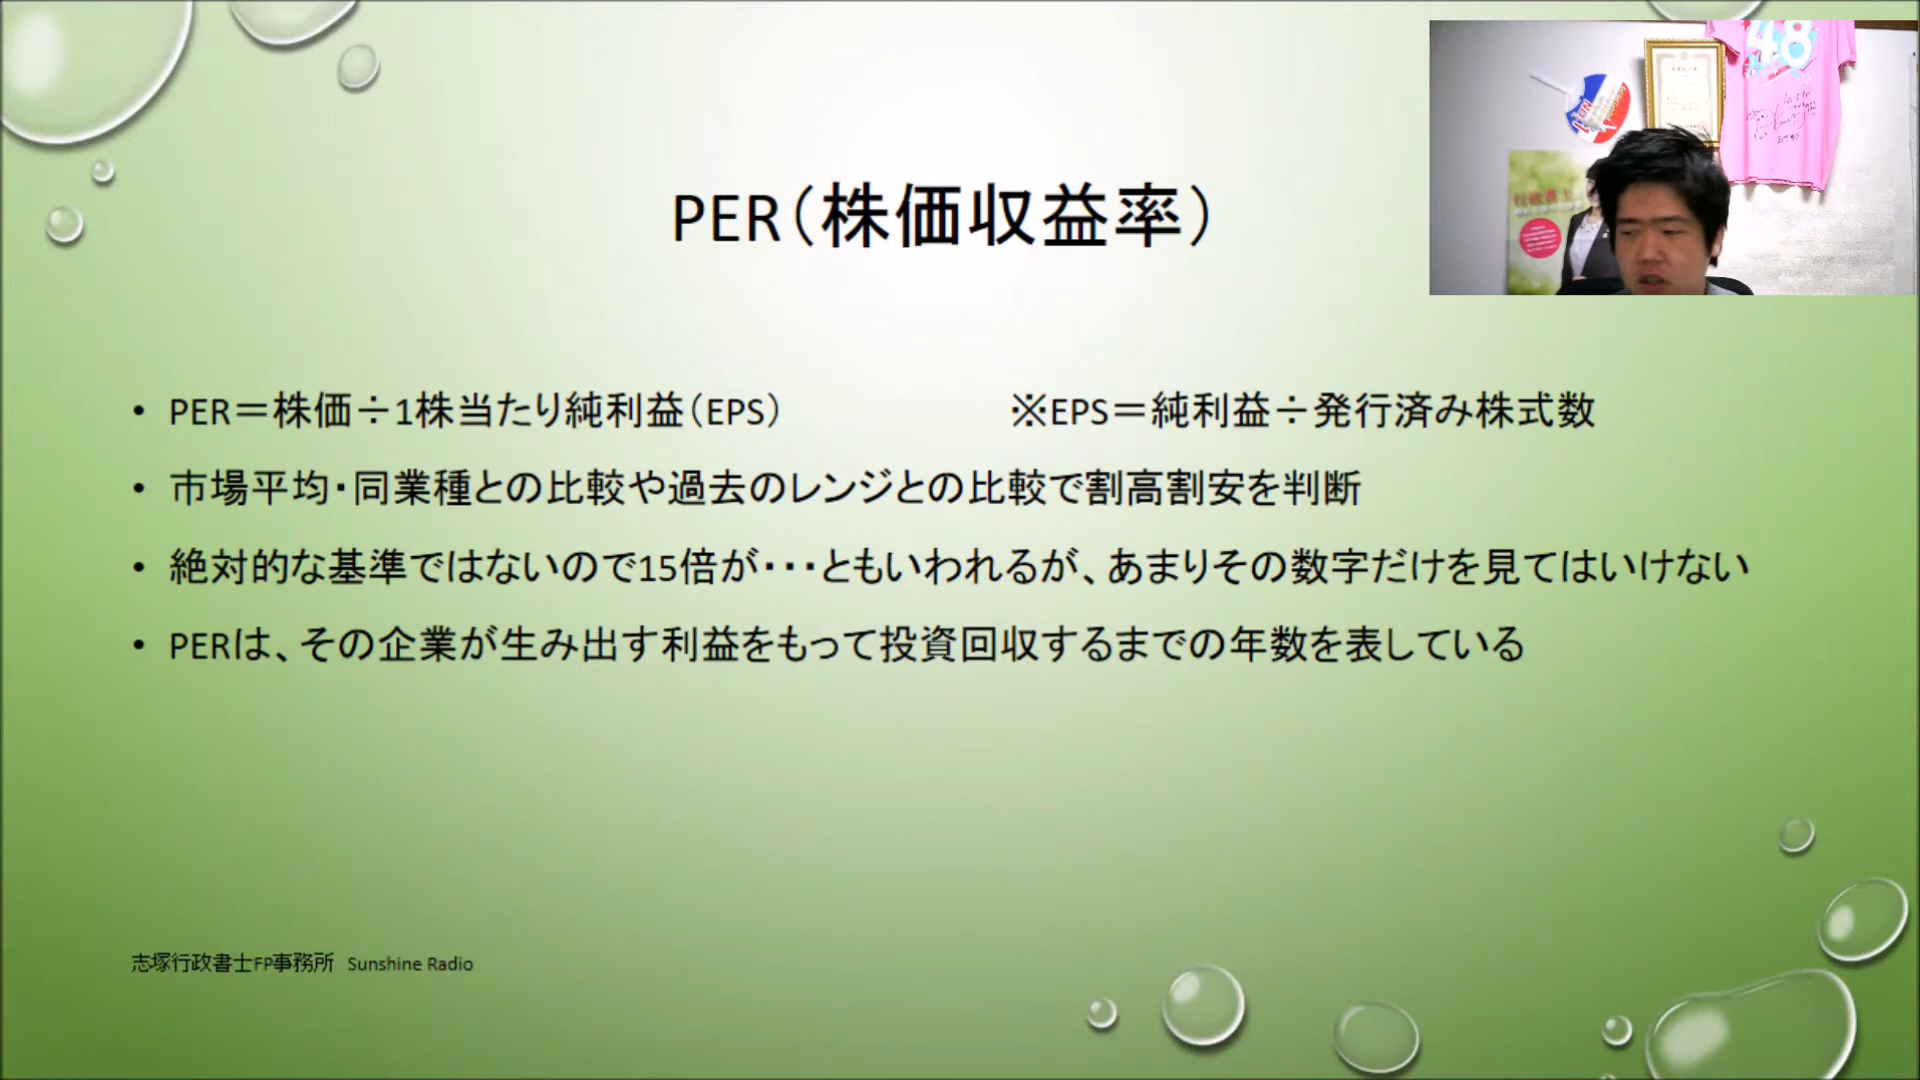 PER（株価収益率）
48
行政書士
• PER＝株価÷1株当たり純利益（EPS） ※EPS＝純利益÷発行済み株式数
• 市場平均・同業種との比較や過去のレンジとの比較で割高割安を判断
• 絶対的な基準ではないので15倍が・・・ともいわれるが、あまりその数字だけを見てはいけない
• PERは、その企業が生み出す利益をもって投資回収するまでの年数を表している
志塚行政書士FP事務所 Sunshine Radio